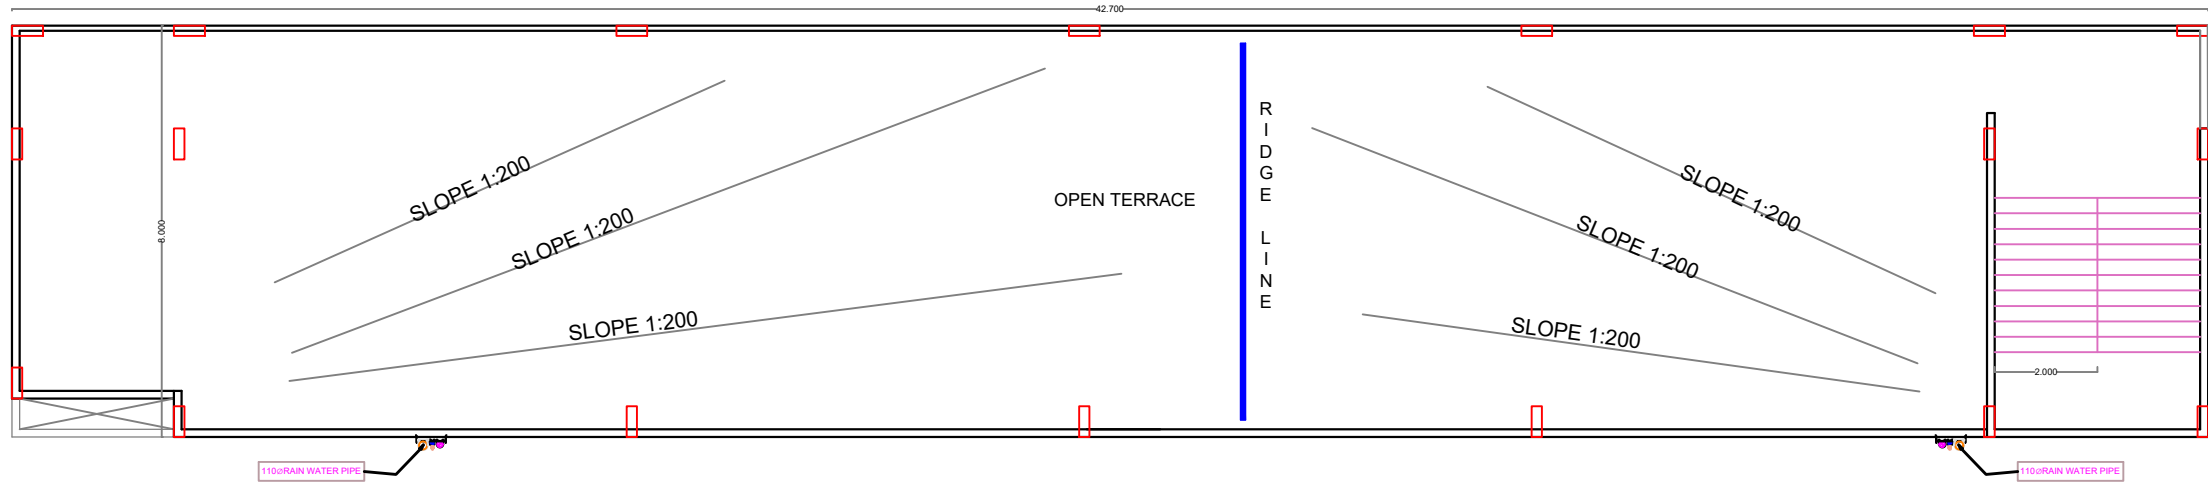 42.700
8.000
SLOPE 1:200
SLOPE 1:200
SLOPE 1:200
OPEN TERRACE
RIDGE LINE
SLOPE 1:200
SLOPE 1:200
SLOPE 1:200
2.000
110⌀RAIN WATER PIPE
110⌀RAIN WATER PIPE